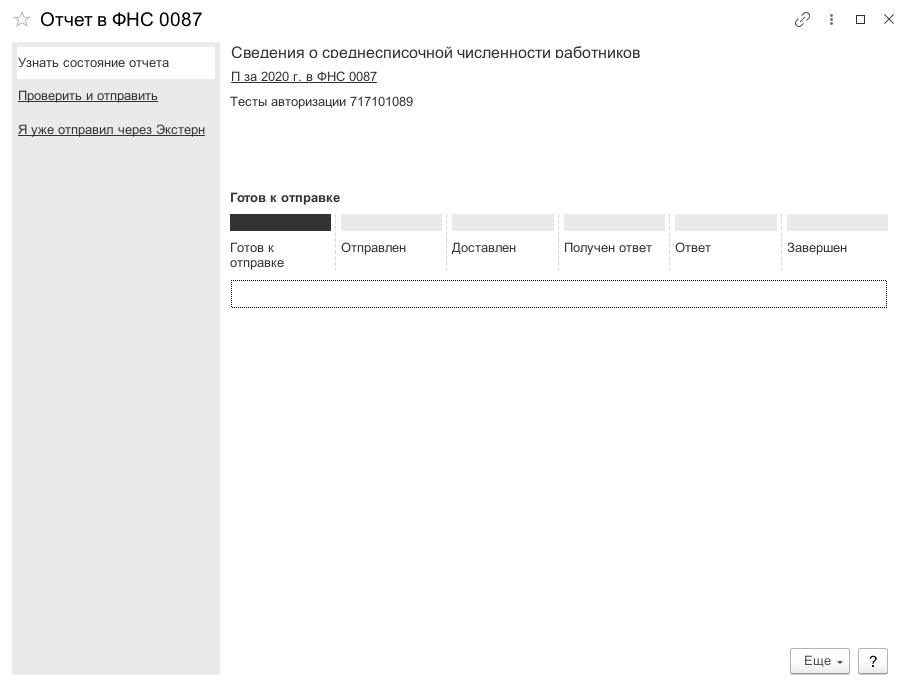 Отчет в ФНС 0087
Узнать состояние отчета
Проверить и отправить
Я уже отправил через Экстерн
Сведения о среднесписочной численности работников
П за 2020 г. в ФНС 0087
Тесты авторизации 717101089
Готов к отправке
Готов к отправке
Отправлен
Доставлен
Получен ответ
Ответ
Завершен
Еще
?